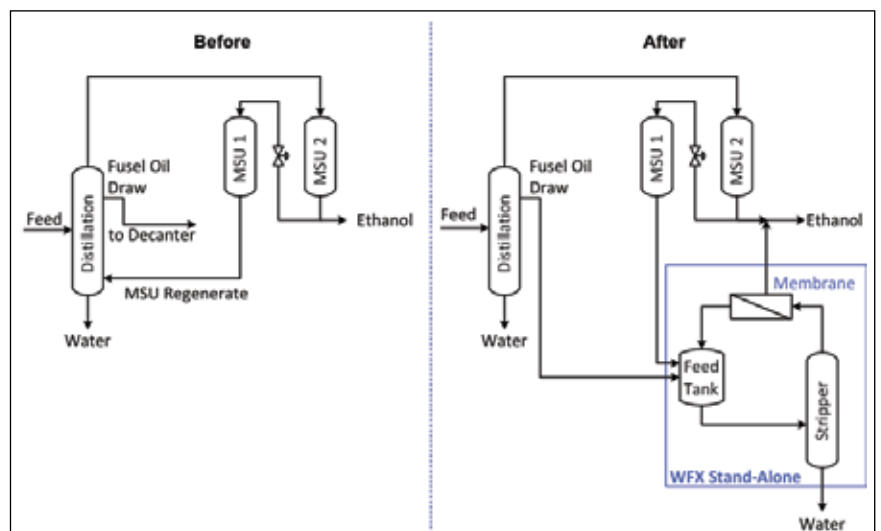 Before
MSU 1
MSU 2
Fusel Oil
Draw
Feed
Distillation
to Decanter
Ethanol
MSU Regenerate
Water
After
MSU 1
MSU 2
Fusel Oil
Draw
Feed
Distillation
Ethanol
Membrane
Feed
Tank
Stripper
Water
WFX Stand-Alone
Water